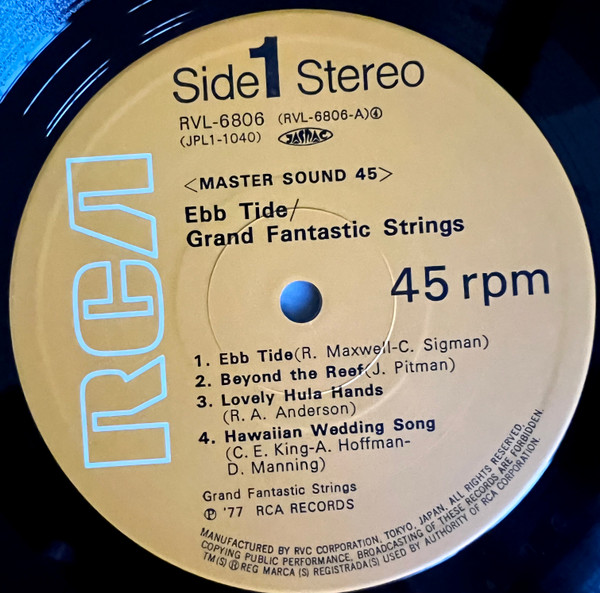 Side 1 Stereo
RVL-6806 (RVL-6806-A)④
(JPL1-1040) JASRAC
<MASTER SOUND 45>
Ebb Tide/
Grand Fantastic Strings
RCA
45 rpm
1. Ebb Tide(R. Maxwell-C. Sigman)
2. Beyond the Reef(J. Pitman)
3. Lovely Hula Hands
(R. A. Anderson)
4. Hawaiian Wedding Song
(C. E. King-A. Hoffman-
D. Manning)
Grand Fantastic Strings
℗ '77 RCA RECORDS
MANUFACTURED BY RVC CORPORATION, TOKYO, JAPAN. ALL RIGHTS RESERVED.
COPYING PUBLIC PERFORMANCE, BROADCASTING OF THESE RECORDS ARE FORBIDDEN.
TM(S) ® REG MARCA(S) REGISTRADA(S) USED BY AUTHORITY OF RCA CORPORATION.